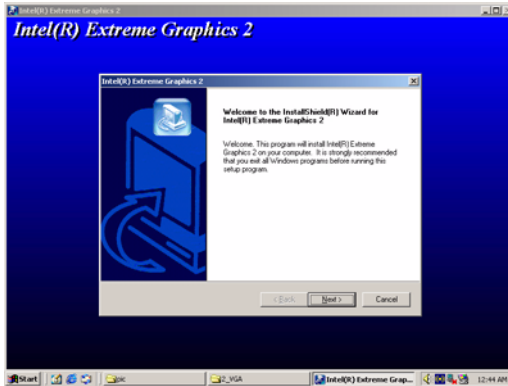 Intel(R) Extreme Graphics 2
Intel(R) Extreme Graphics 2
Intel(R) Extreme Graphics 2
Welcome to the InstallShield(R) Wizard for
Intel(R) Extreme Graphics 2
Welcome. This program will install Intel(R) Extreme
Graphics 2 on your computer. It is strongly recommended
that you exit all Windows programs before running this
setup program.
< Back
Next >
Cancel
Start
pic
2_VGA
Intel(R) Extreme Grap...
12:44 AM